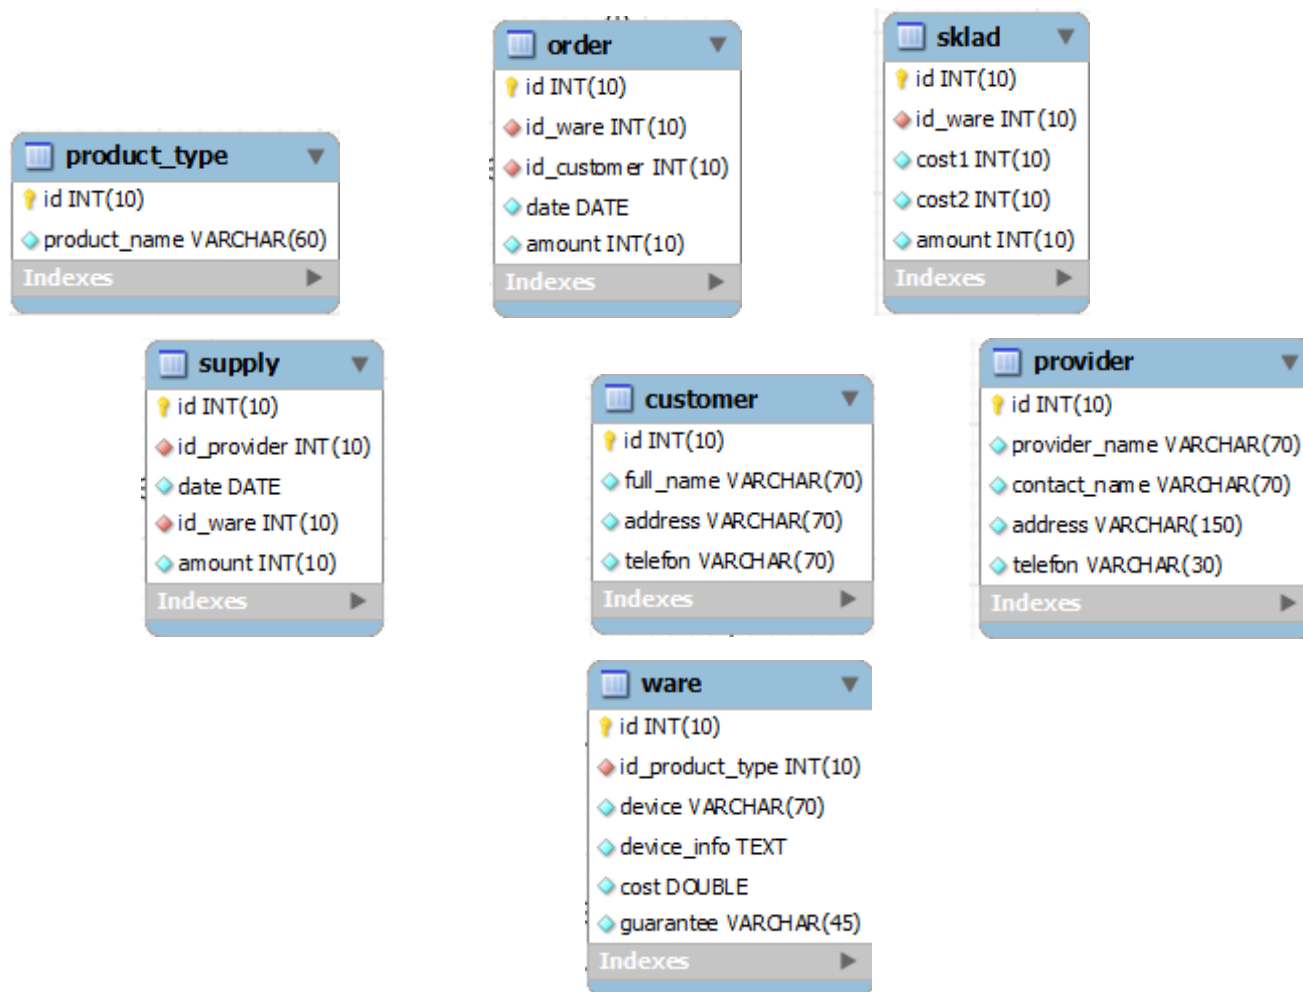 order
id INT(10)
id_ware INT(10)
id_customer INT(10)
date DATE
amount INT(10)
Indexes
sklad
id INT(10)
id_ware INT(10)
cost1 INT(10)
cost2 INT(10)
amount INT(10)
Indexes
product_type
id INT(10)
product_name VARCHAR(60)
Indexes
supply
id INT(10)
id_provider INT(10)
date DATE
id_ware INT(10)
amount INT(10)
Indexes
customer
id INT(10)
full_name VARCHAR(70)
address VARCHAR(70)
telefon VARCHAR(70)
Indexes
provider
id INT(10)
provider_name VARCHAR(70)
contact_name VARCHAR(70)
address VARCHAR(150)
telefon VARCHAR(30)
Indexes
ware
id INT(10)
id_product_type INT(10)
device VARCHAR(70)
device_info TEXT
cost DOUBLE
guarantee VARCHAR(45)
Indexes